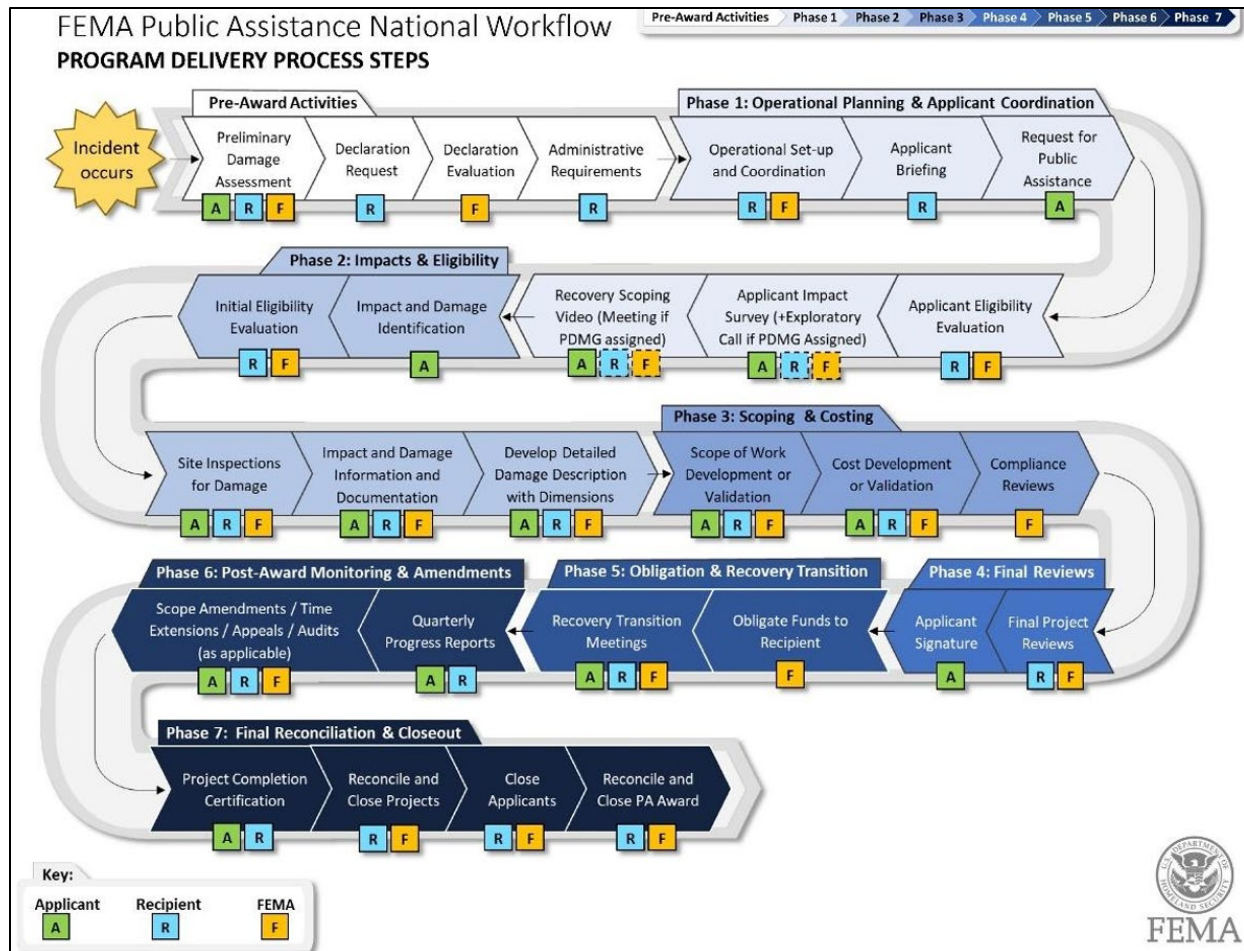 FEMA Public Assistance National Workflow
PROGRAM DELIVERY PROCESS STEPS
Pre-Award Activities Phase 1 Phase 2 Phase 3 Phase 4 Phase 5 Phase 6 Phase 7
Incident
occurs
Pre-Award Activities
Preliminary
Damage
Assessment
A R F
Declaration
Request
R
Declaration
Evaluation
F
Administrative
Requirements
R
Phase 1: Operational Planning & Applicant Coordination
Operational Set-up
and Coordination
R F
Applicant
Briefing
R
Request for
Public
Assistance
A
Applicant Eligibility
Evaluation
R F
Applicant Impact
Survey (+Exploratory
Call if PDMG Assigned)
A R F
Recovery Scoping
Video (Meeting if
PDMG assigned)
A R F
Phase 2: Impacts & Eligibility
Impact and Damage
Identification
A
Initial Eligibility
Evaluation
R F
Site Inspections
for Damage
A R F
Impact and Damage
Information and
Documentation
A R F
Develop Detailed
Damage Description
with Dimensions
A R F
Phase 3: Scoping & Costing
Scope of Work
Development or
Validation
A R F
Cost Development
or Validation
A R F
Compliance
Reviews
F
Phase 4: Final Reviews
Final Project
Reviews
R F
Applicant
Signature
A
Phase 5: Obligation & Recovery Transition
Obligate Funds to
Recipient
F
Recovery Transition
Meetings
A R F
Phase 6: Post-Award Monitoring & Amendments
Quarterly
Progress Reports
A R
Scope Amendments / Time
Extensions / Appeals / Audits
(as applicable)
A R F
Phase 7: Final Reconciliation & Closeout
Project Completion
Certification
A R
Reconcile and
Close Projects
R F
Close
Applicants
R F
Reconcile and
Close PA Award
R F
Key:
Applicant
A
Recipient
R
FEMA
F
U.S. DEPARTMENT OF
HOMELAND SECURITY
FEMA